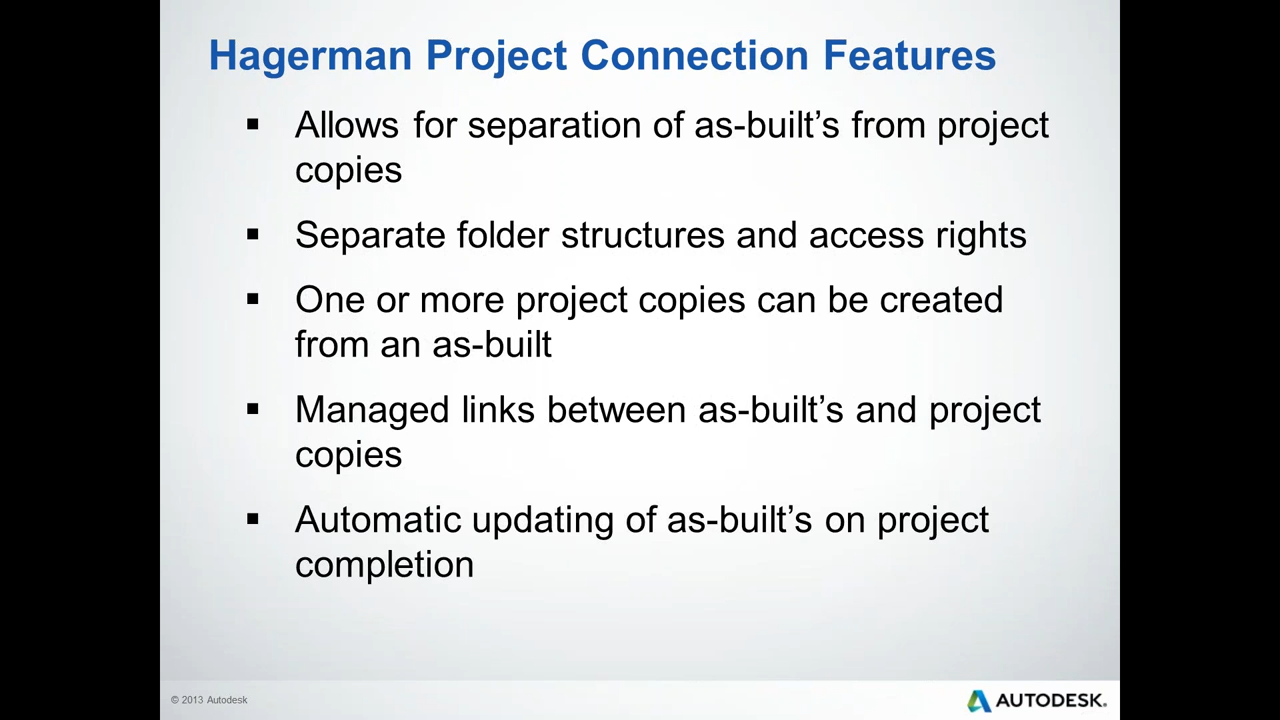 Hagerman Project Connection Features
▪ Allows for separation of as-built’s from project
copies
▪ Separate folder structures and access rights
▪ One or more project copies can be created
from an as-built
▪ Managed links between as-built’s and project
copies
▪ Automatic updating of as-built’s on project
completion
© 2013 Autodesk
AUTODESK.